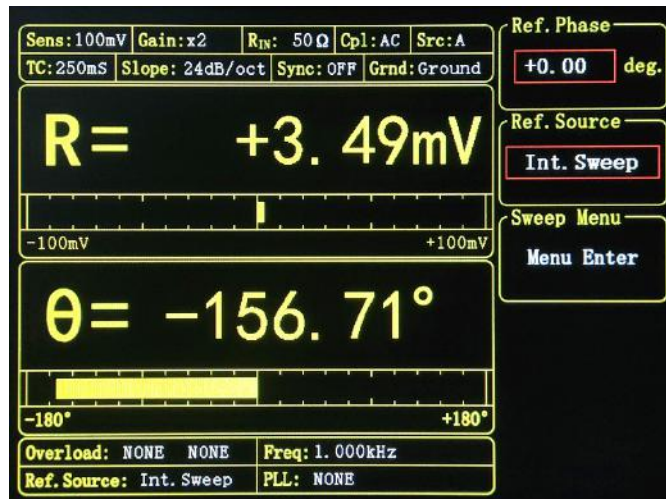 Sens:100mV Gain:x2 RIN: 50Ω Cpl:AC Src:A
TC:250mS Slope: 24dB/oct Sync:OFF Grnd:Ground
R= +3.49mV
-100mV +100mV
θ= -156.71°
-180° +180°
Overload: NONE NONE Freq:1.000kHz
Ref.Source: Int.Sweep PLL: NONE
Ref.Phase
+0.00 deg.
Ref.Source
Int.Sweep
Sweep Menu
Menu Enter